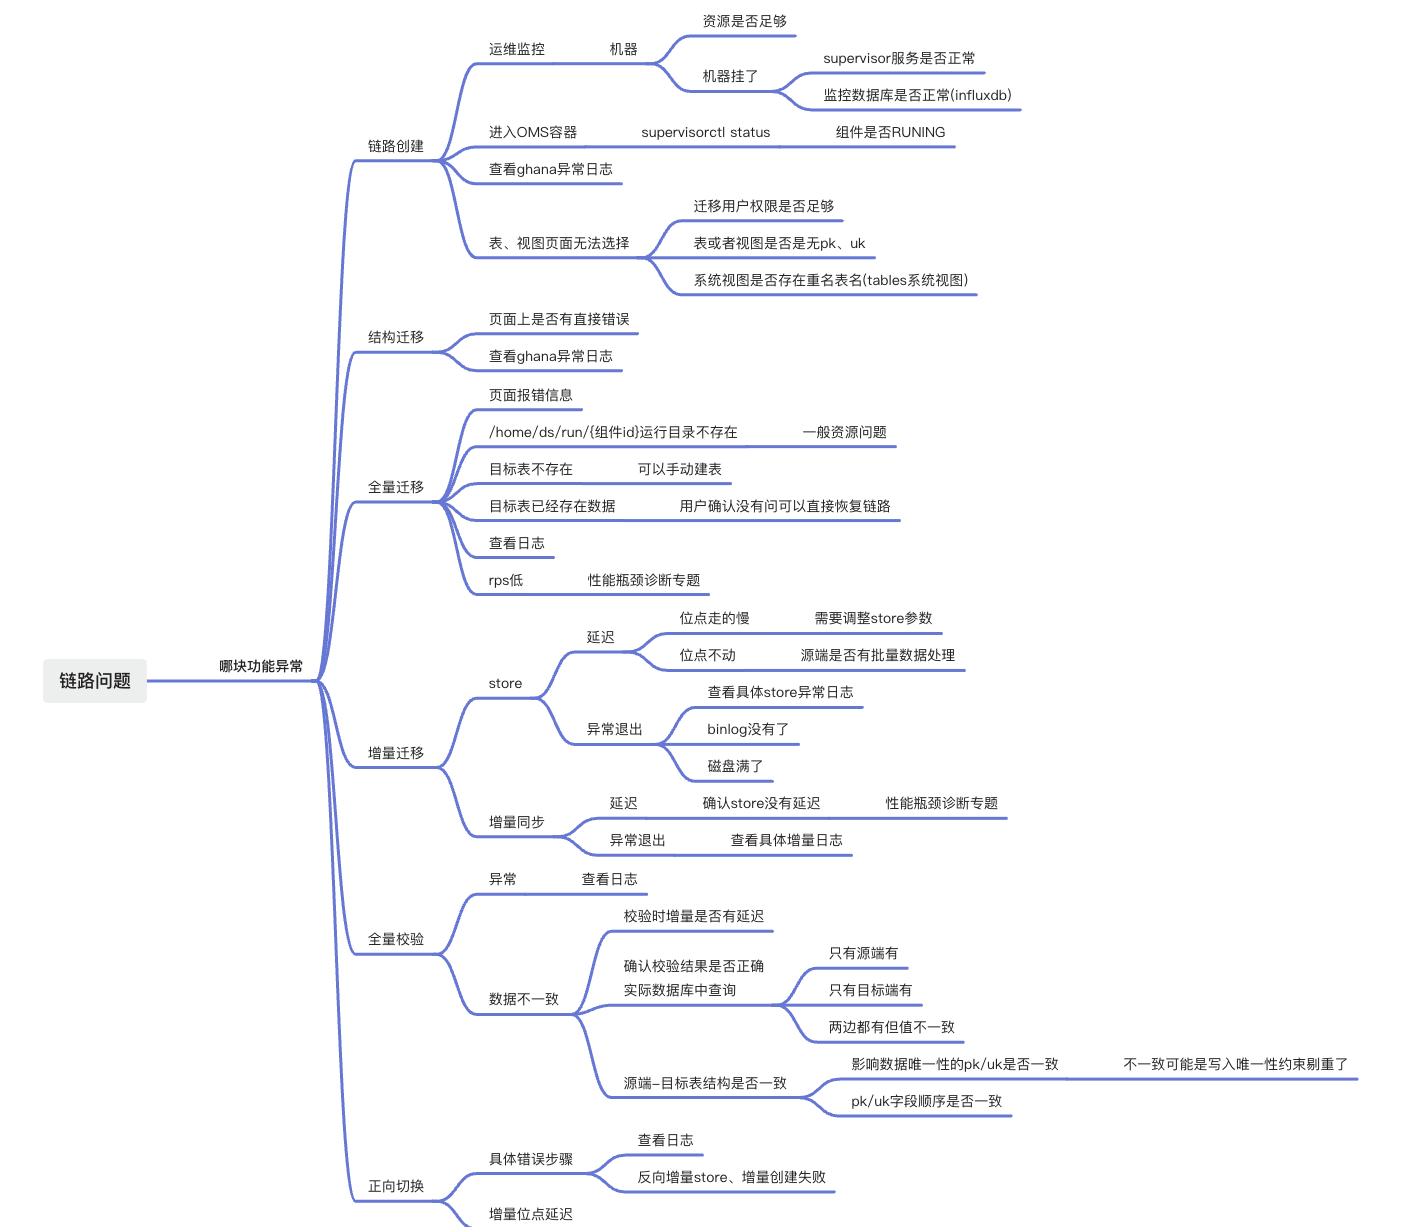 链路问题
哪块功能异常
链路创建
运维监控
机器
资源是否足够
机器挂了
supervisor服务是否正常
监控数据库是否正常(influxdb)
进入OMS容器
supervisorctl status
组件是否RUNING
查看ghana异常日志
表、视图页面无法选择
迁移用户权限是否足够
表或者视图是否是无pk、uk
系统视图是否存在重名表名(tables系统视图)
结构迁移
页面上是否有直接错误
查看ghana异常日志
全量迁移
页面报错信息
/home/ds/run/{组件id}运行目录不存在
一般资源问题
目标表不存在
可以手动建表
目标表已经存在数据
用户确认没有问可以直接恢复链路
查看日志
rps低
性能瓶颈诊断专题
增量迁移
store
延迟
位点走的慢
需要调整store参数
位点不动
源端是否有批量数据处理
异常退出
查看具体store异常日志
binlog没有了
磁盘满了
增量同步
延迟
确认store没有延迟
性能瓶颈诊断专题
异常退出
查看具体增量日志
全量校验
异常
查看日志
数据不一致
校验时增量是否有延迟
确认校验结果是否正确
实际数据库中查询
只有源端有
只有目标端有
两边都有但值不一致
源端-目标表结构是否一致
影响数据唯一性的pk/uk是否一致
不一致可能是写入唯一性约束剔重了
pk/uk字段顺序是否一致
正向切换
具体错误步骤
查看日志
反向增量store、增量创建失败
增量位点延迟